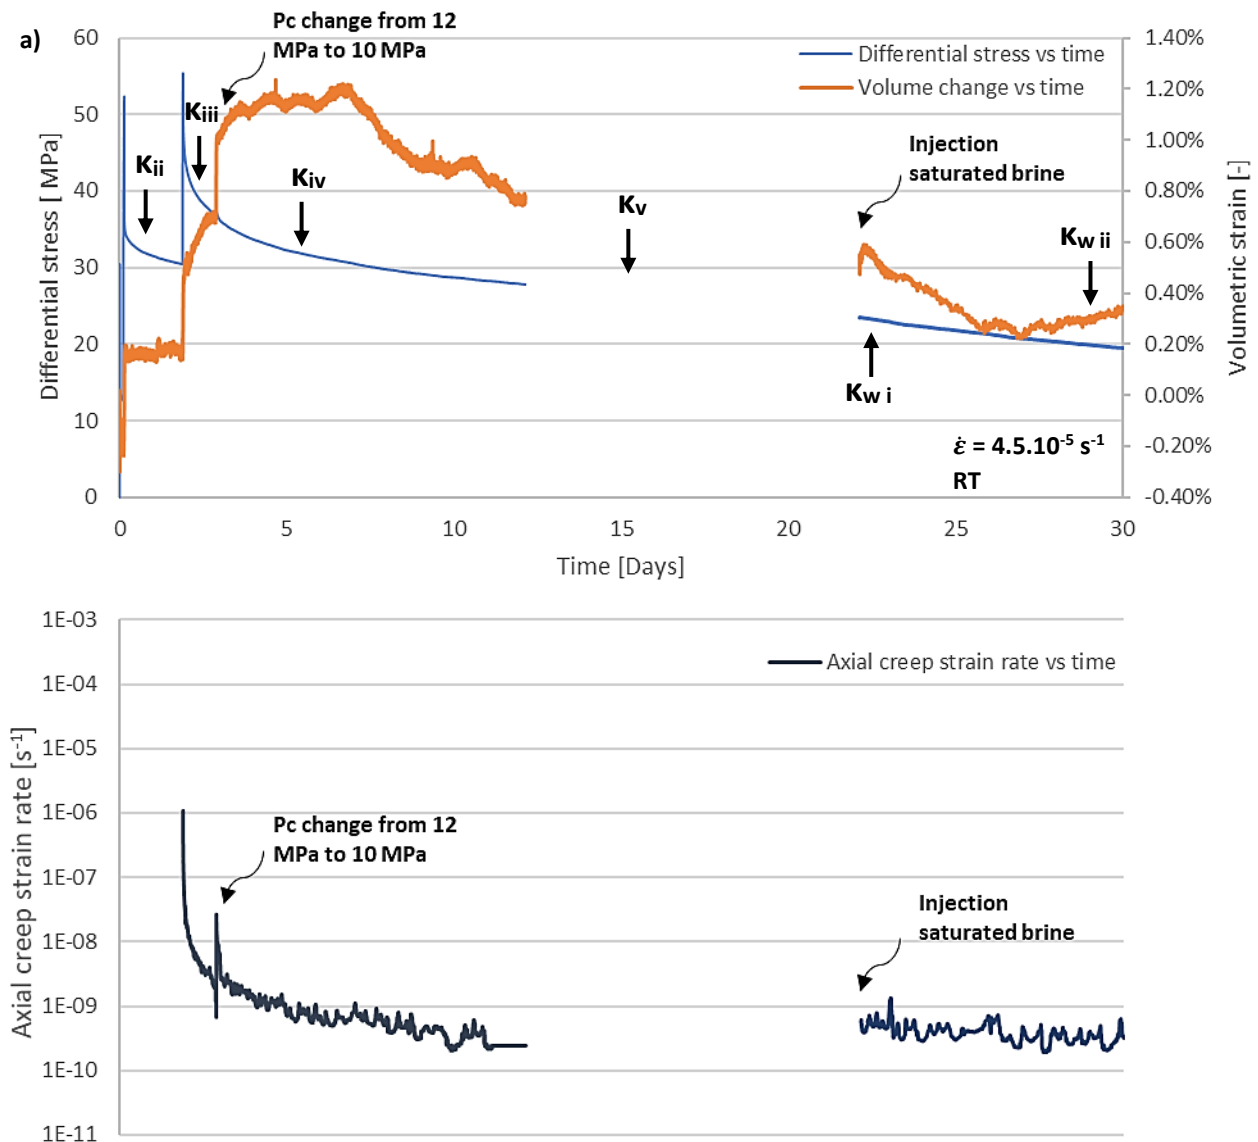 a)
Pc change from 12
MPa to 10 MPa
Differential stress vs time
Volume change vs time
Kii
Kiii
Kiv
Kv
Injection
saturated brine
Kw i
Kw ii
ε̇ = 4.5.10⁻⁵ s⁻¹
RT
Differential stress [ MPa]
60
50
40
30
20
10
0
Volumetric strain [-]
1.40%
1.20%
1.00%
0.80%
0.60%
0.40%
0.20%
0.00%
-0.20%
-0.40%
0 5 10 15 20 25 30
Time [Days]
Axial creep strain rate [s⁻¹]
1E-03
1E-04
1E-05
1E-06
1E-07
1E-08
1E-09
1E-10
1E-11
Axial creep strain rate vs time
Pc change from 12
MPa to 10 MPa
Injection
saturated brine